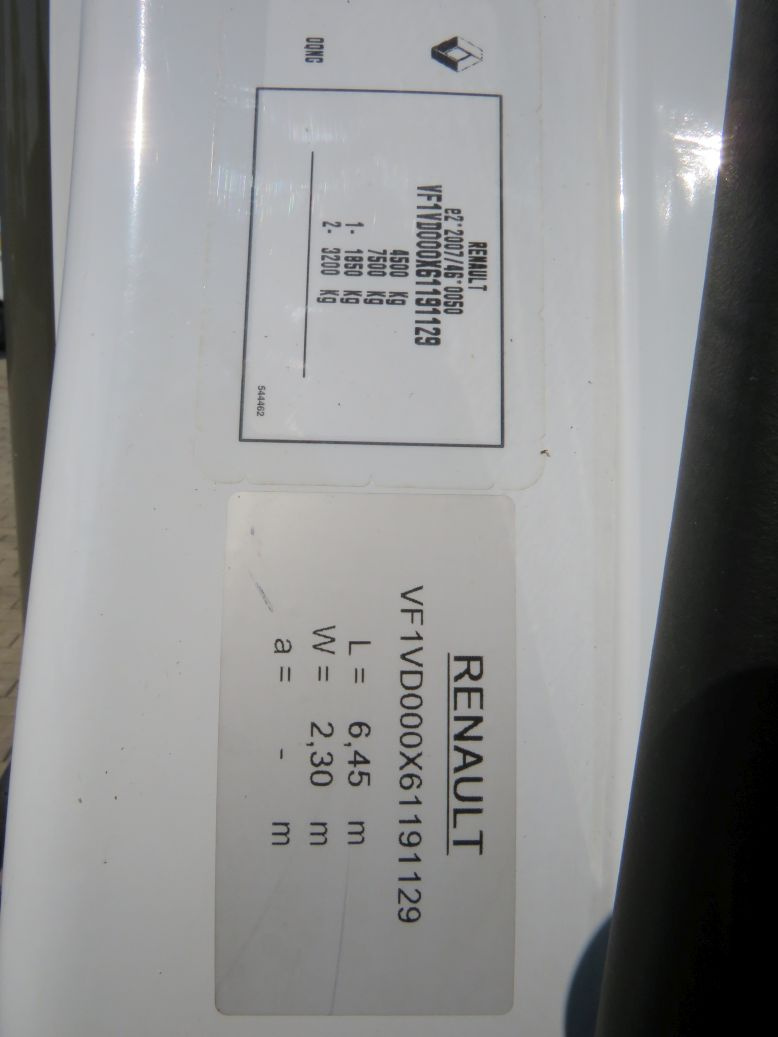 RENAULT
e2*2007/46*0050
VF1VD000X61191129
4500 Kg
7500 Kg
1- 1850 Kg
2- 3200 Kg
OQNG
544462
RENAULT
VF1VD000X61191129
L = 6,45 m
W = 2,30 m
a = - m